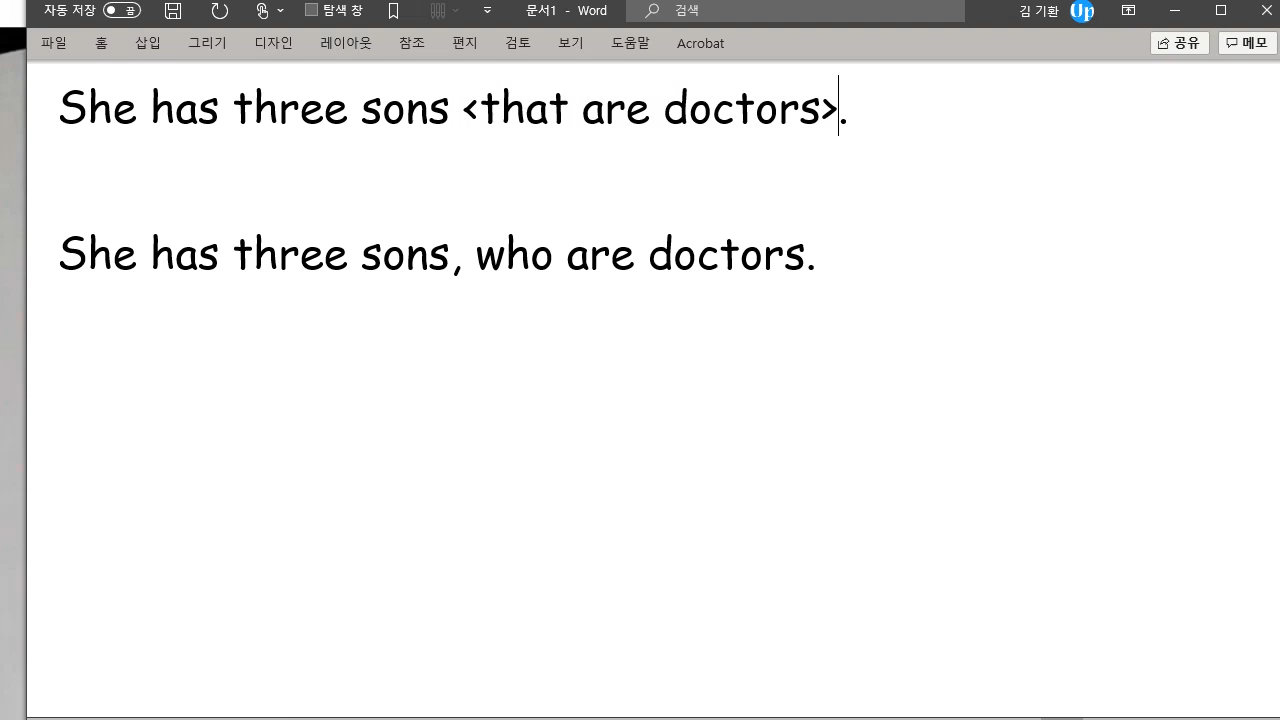 자동 저장 끔 탐색 창 문서1 - Word 검색 김 기환 Up
파일 홈 삽입 그리기 디자인 레이아웃 참조 편지 검토 보기 도움말 Acrobat 공유 메모
She has three sons <that are doctors>.
She has three sons, who are doctors.